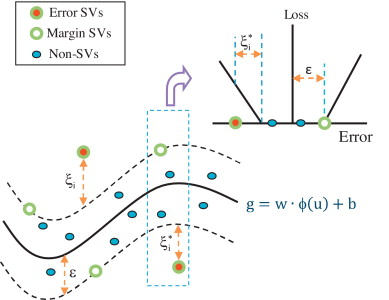 Error SVs
Margin SVs
Non-SVs
Loss
ξᵢ*
ε
Error
ξᵢ
g = w · ϕ(u) + b
ξᵢ*
ε